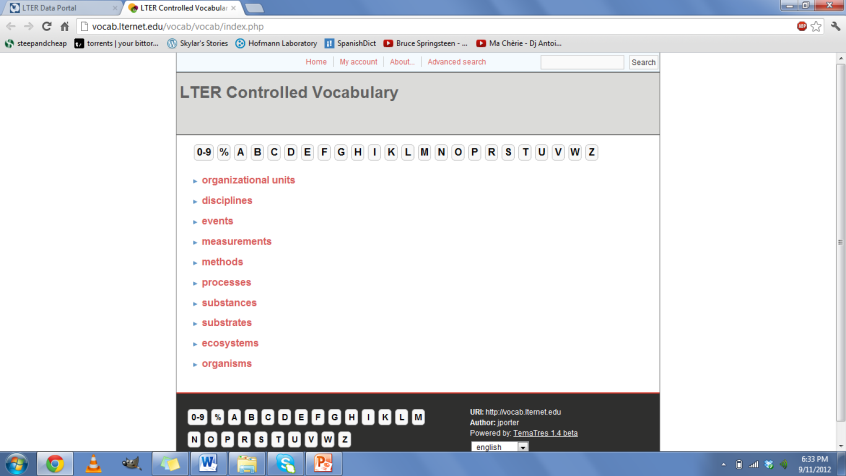 LTER Data Portal
LTER Controlled Vocabular
vocab.lternet.edu/vocab/vocab/index.php
steepandcheap
torrents | your bittor...
Skylar's Stories
Hofmann Laboratory
SpanishDict
Bruce Springsteen - ...
Ma Chérie - Dj Antoi...
Home
My account
About...
Advanced search
Search
LTER Controlled Vocabulary
0-9 % A B C D E F G H I K L M N O P R S T U V W Z
organizational units
disciplines
events
measurements
methods
processes
substances
substrates
ecosystems
organisms
0-9 % A B C D E F G H I K L M
N O P R S T U V W Z
URI: http://vocab.lternet.edu
Author: jporter
Powered by: TemaTres 1.4 beta
english
6:33 PM
9/11/2012